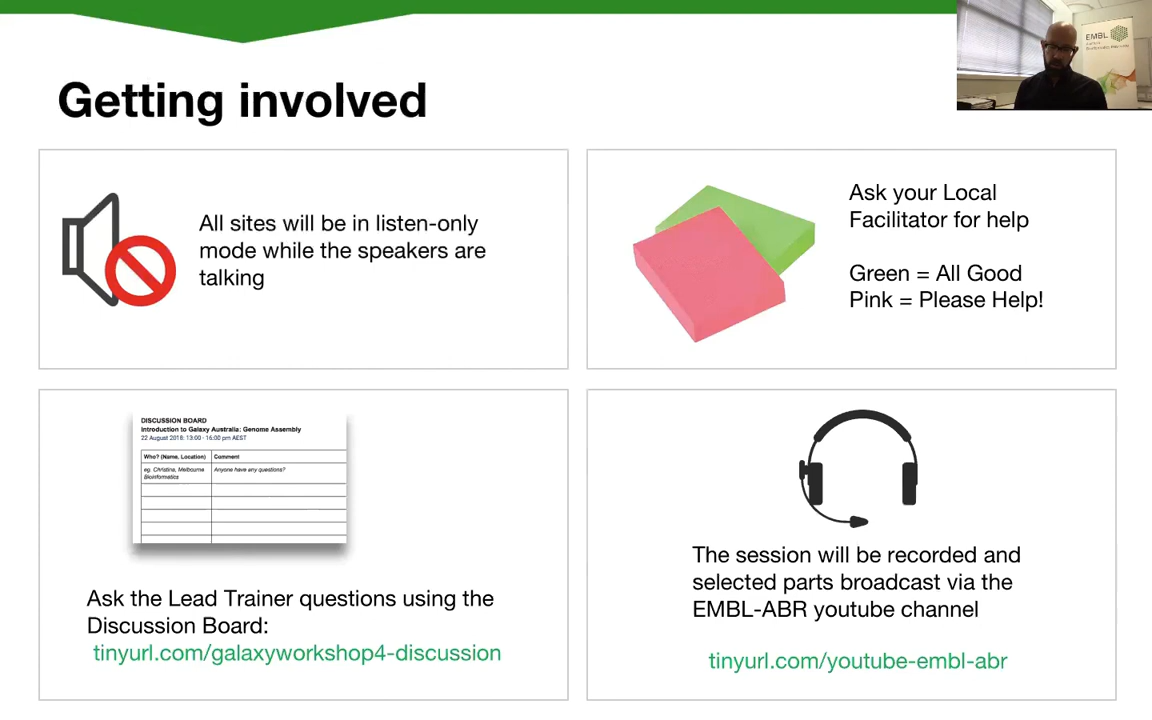 EMBL
Getting involved
All sites will be in listen-only
mode while the speakers are
talking
Ask your Local
Facilitator for help
Green = All Good
Pink = Please Help!
DISCUSSION BOARD
Introduction to Galaxy Australia: Genome Assembly
22 August 2018: 13:00 - 16:00 pm AEST
Who? (Name, Location) Comment
eg. Christina, Melbourne Anyone have any questions?
Bioinformatics
Ask the Lead Trainer questions using the
Discussion Board:
tinyurl.com/galaxyworkshop4-discussion
The session will be recorded and
selected parts broadcast via the
EMBL-ABR youtube channel
tinyurl.com/youtube-embl-abr